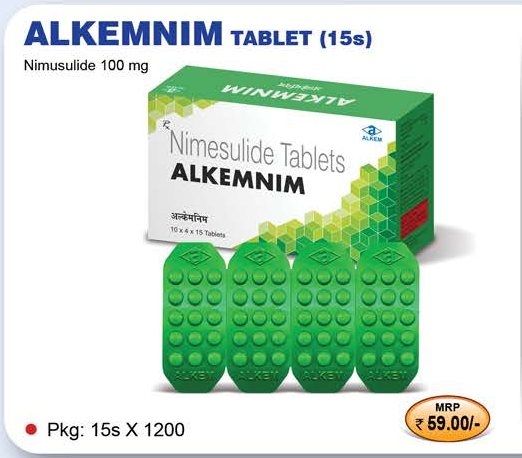 ALKEMNIM TABLET (15s)
Nimusulide 100 mg
ALKEMNIM
ALKEM
Rx
Nimesulide Tablets
ALKEMNIM
अल्केमनिम
10 x 4 x 15 Tablets
ALKEM ALKEM ALKEM ALKEM
Pkg: 15s X 1200
MRP
₹ 59.00/-